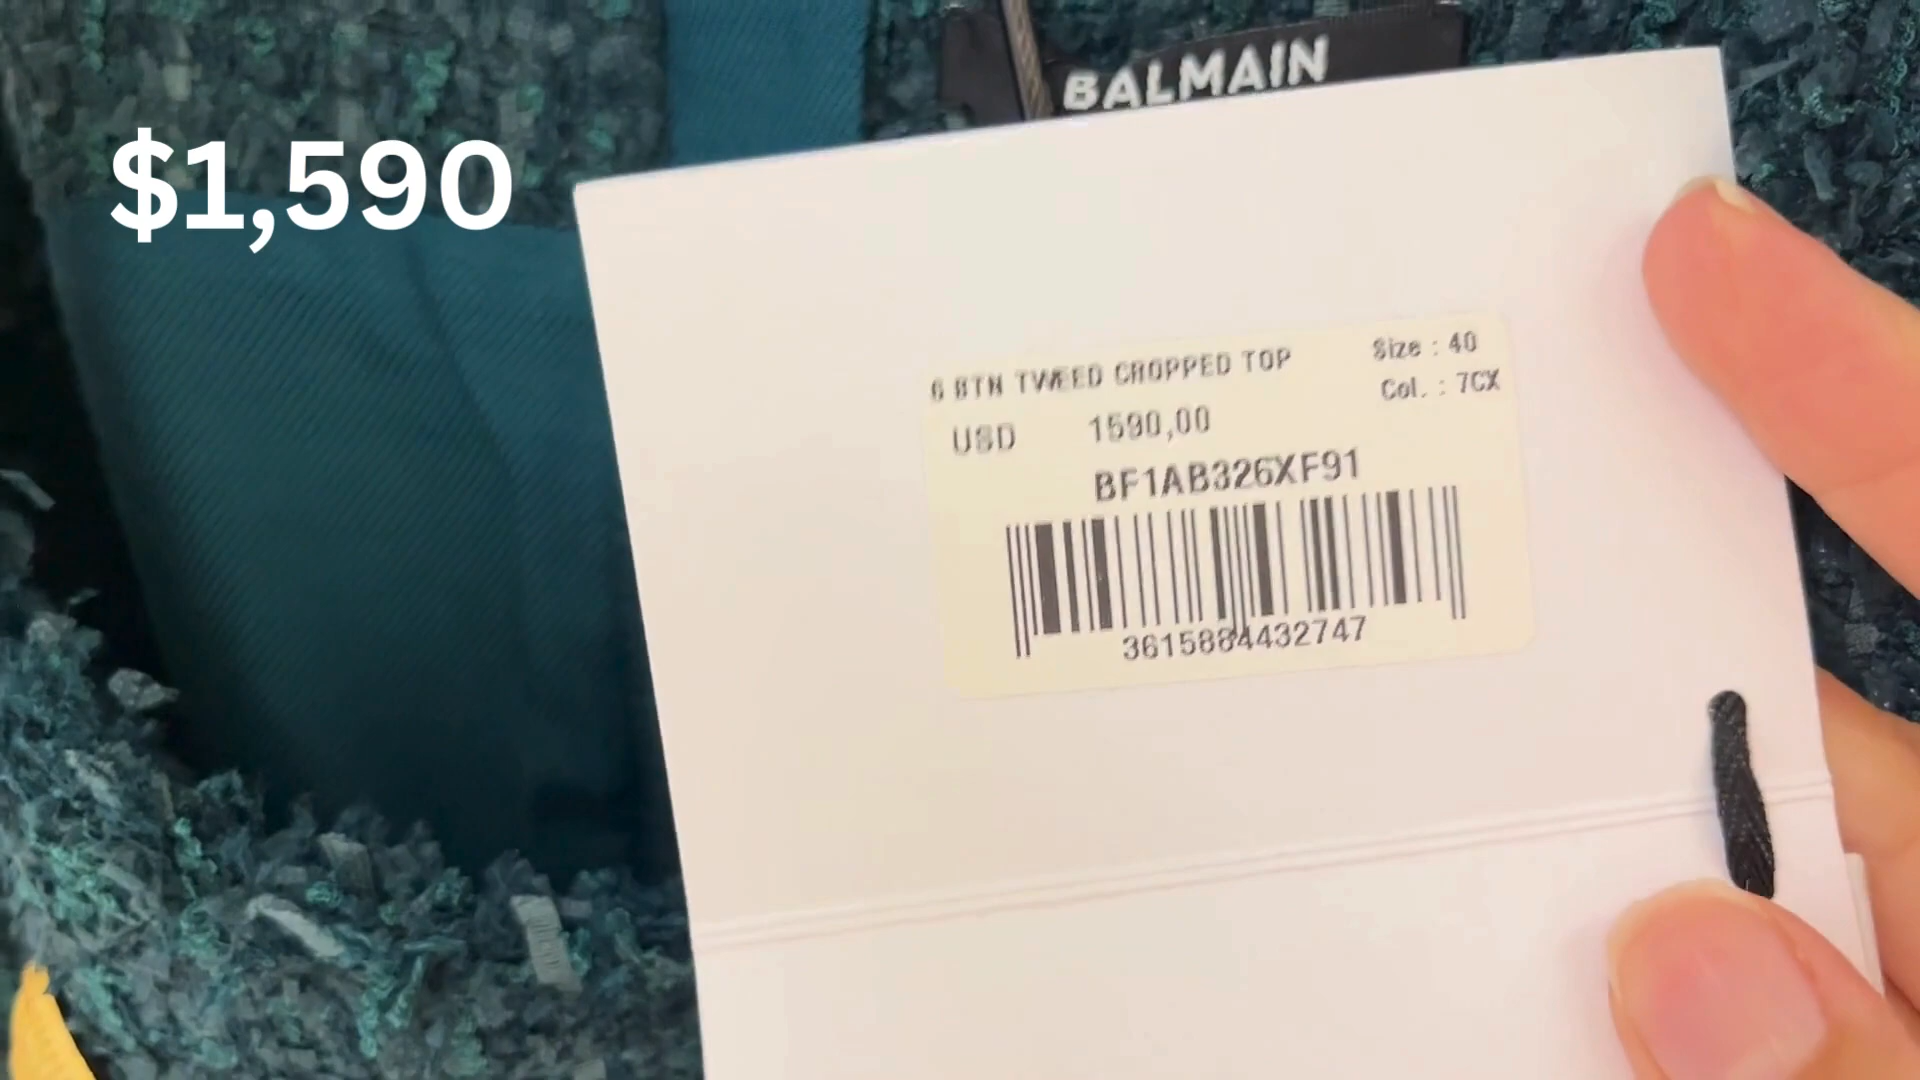 BALMAIN
$1,590
6 BTN TWEED CROPPED TOP
Size : 40
Col. : 7CX
USD 1590,00
BF1AB326XF91
3615884432747